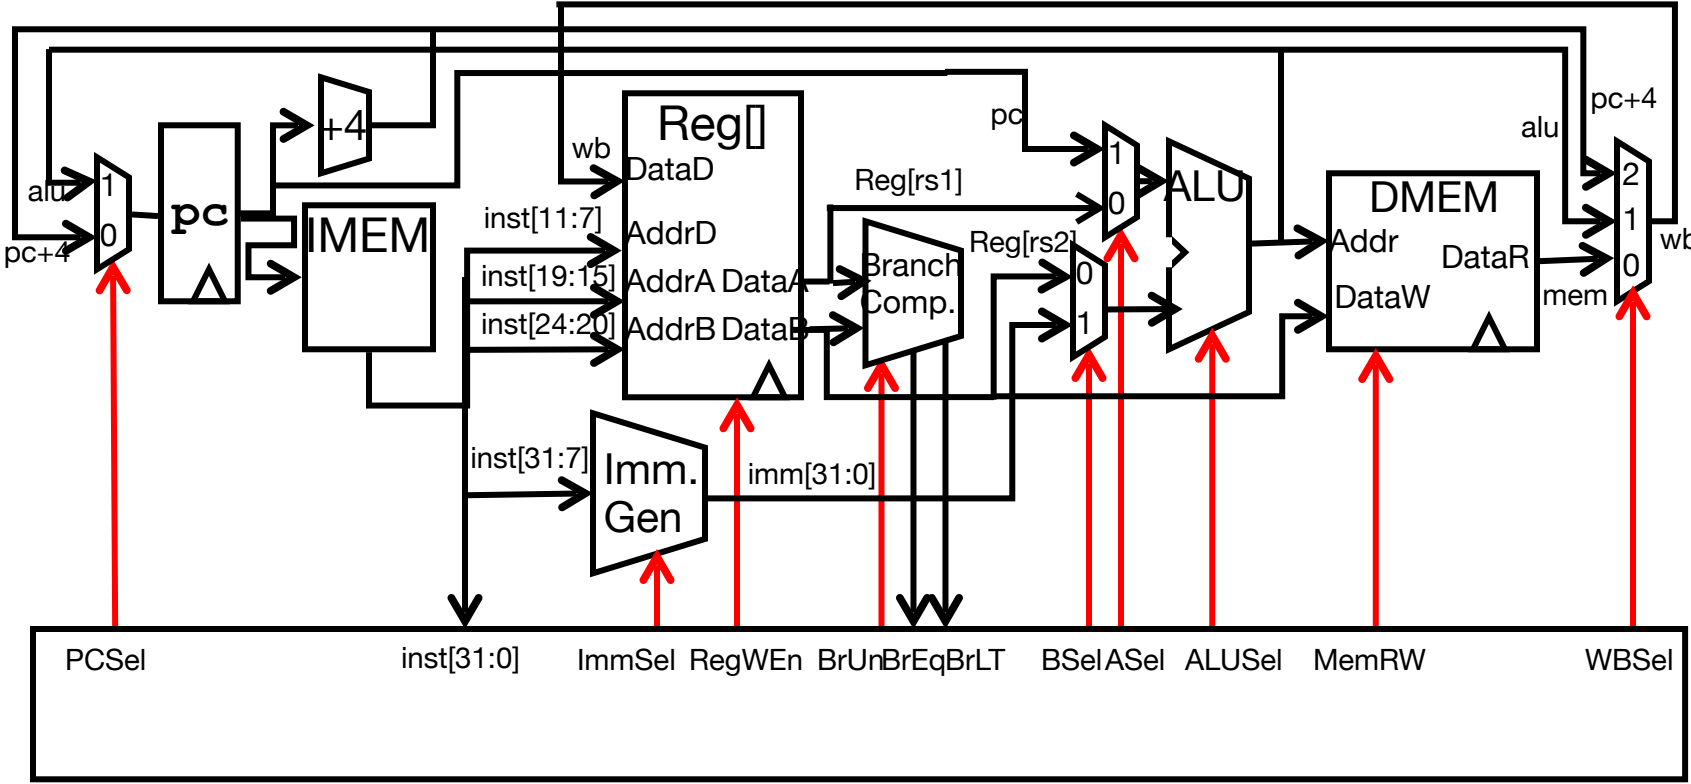 pc+4
alu
wb
Reg[]
DataD
+4
pc
1
alu
1
0
pc+4
pc
IMEM
inst[11:7]
AddrD
inst[19:15]
AddrA
DataA
inst[24:20]
AddrB
DataB
Reg[rs1]
Reg[rs2]
Branch
Comp.
0
0
1
ALU
DMEM
Addr
DataR
DataW
mem
2
1
0
wb
inst[31:7]
Imm.
Gen
imm[31:0]
PCSel
inst[31:0]
ImmSel
RegWEn
BrUn
BrEq
BrLT
BSel
ASel
ALUSel
MemRW
WBSel